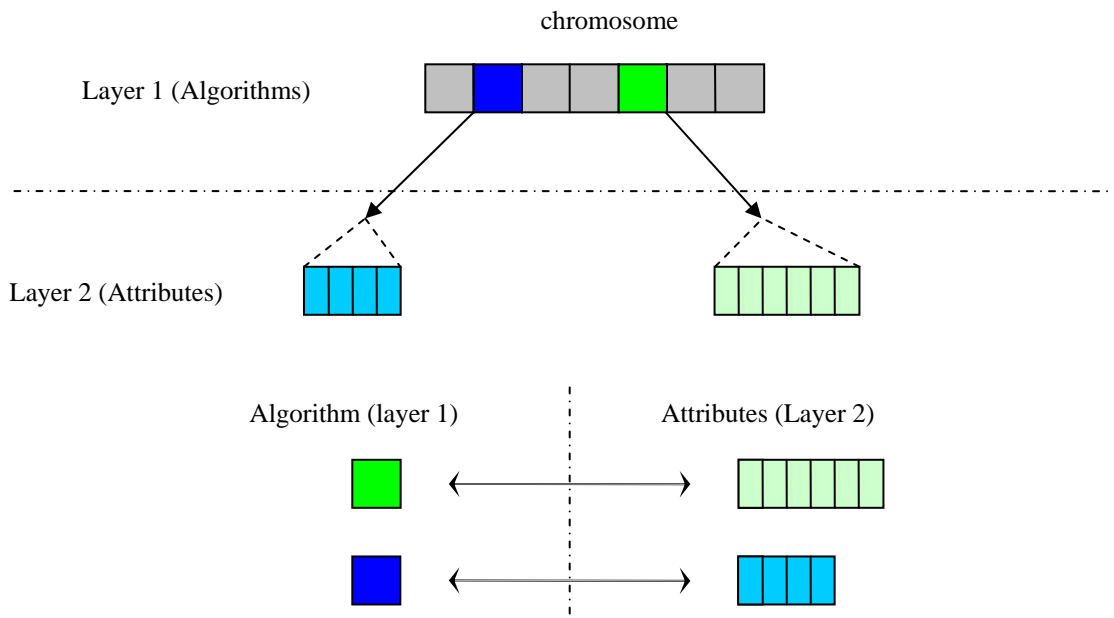 chromosome
Layer 1 (Algorithms)
Layer 2 (Attributes)
Algorithm (layer 1)
Attributes (Layer 2)